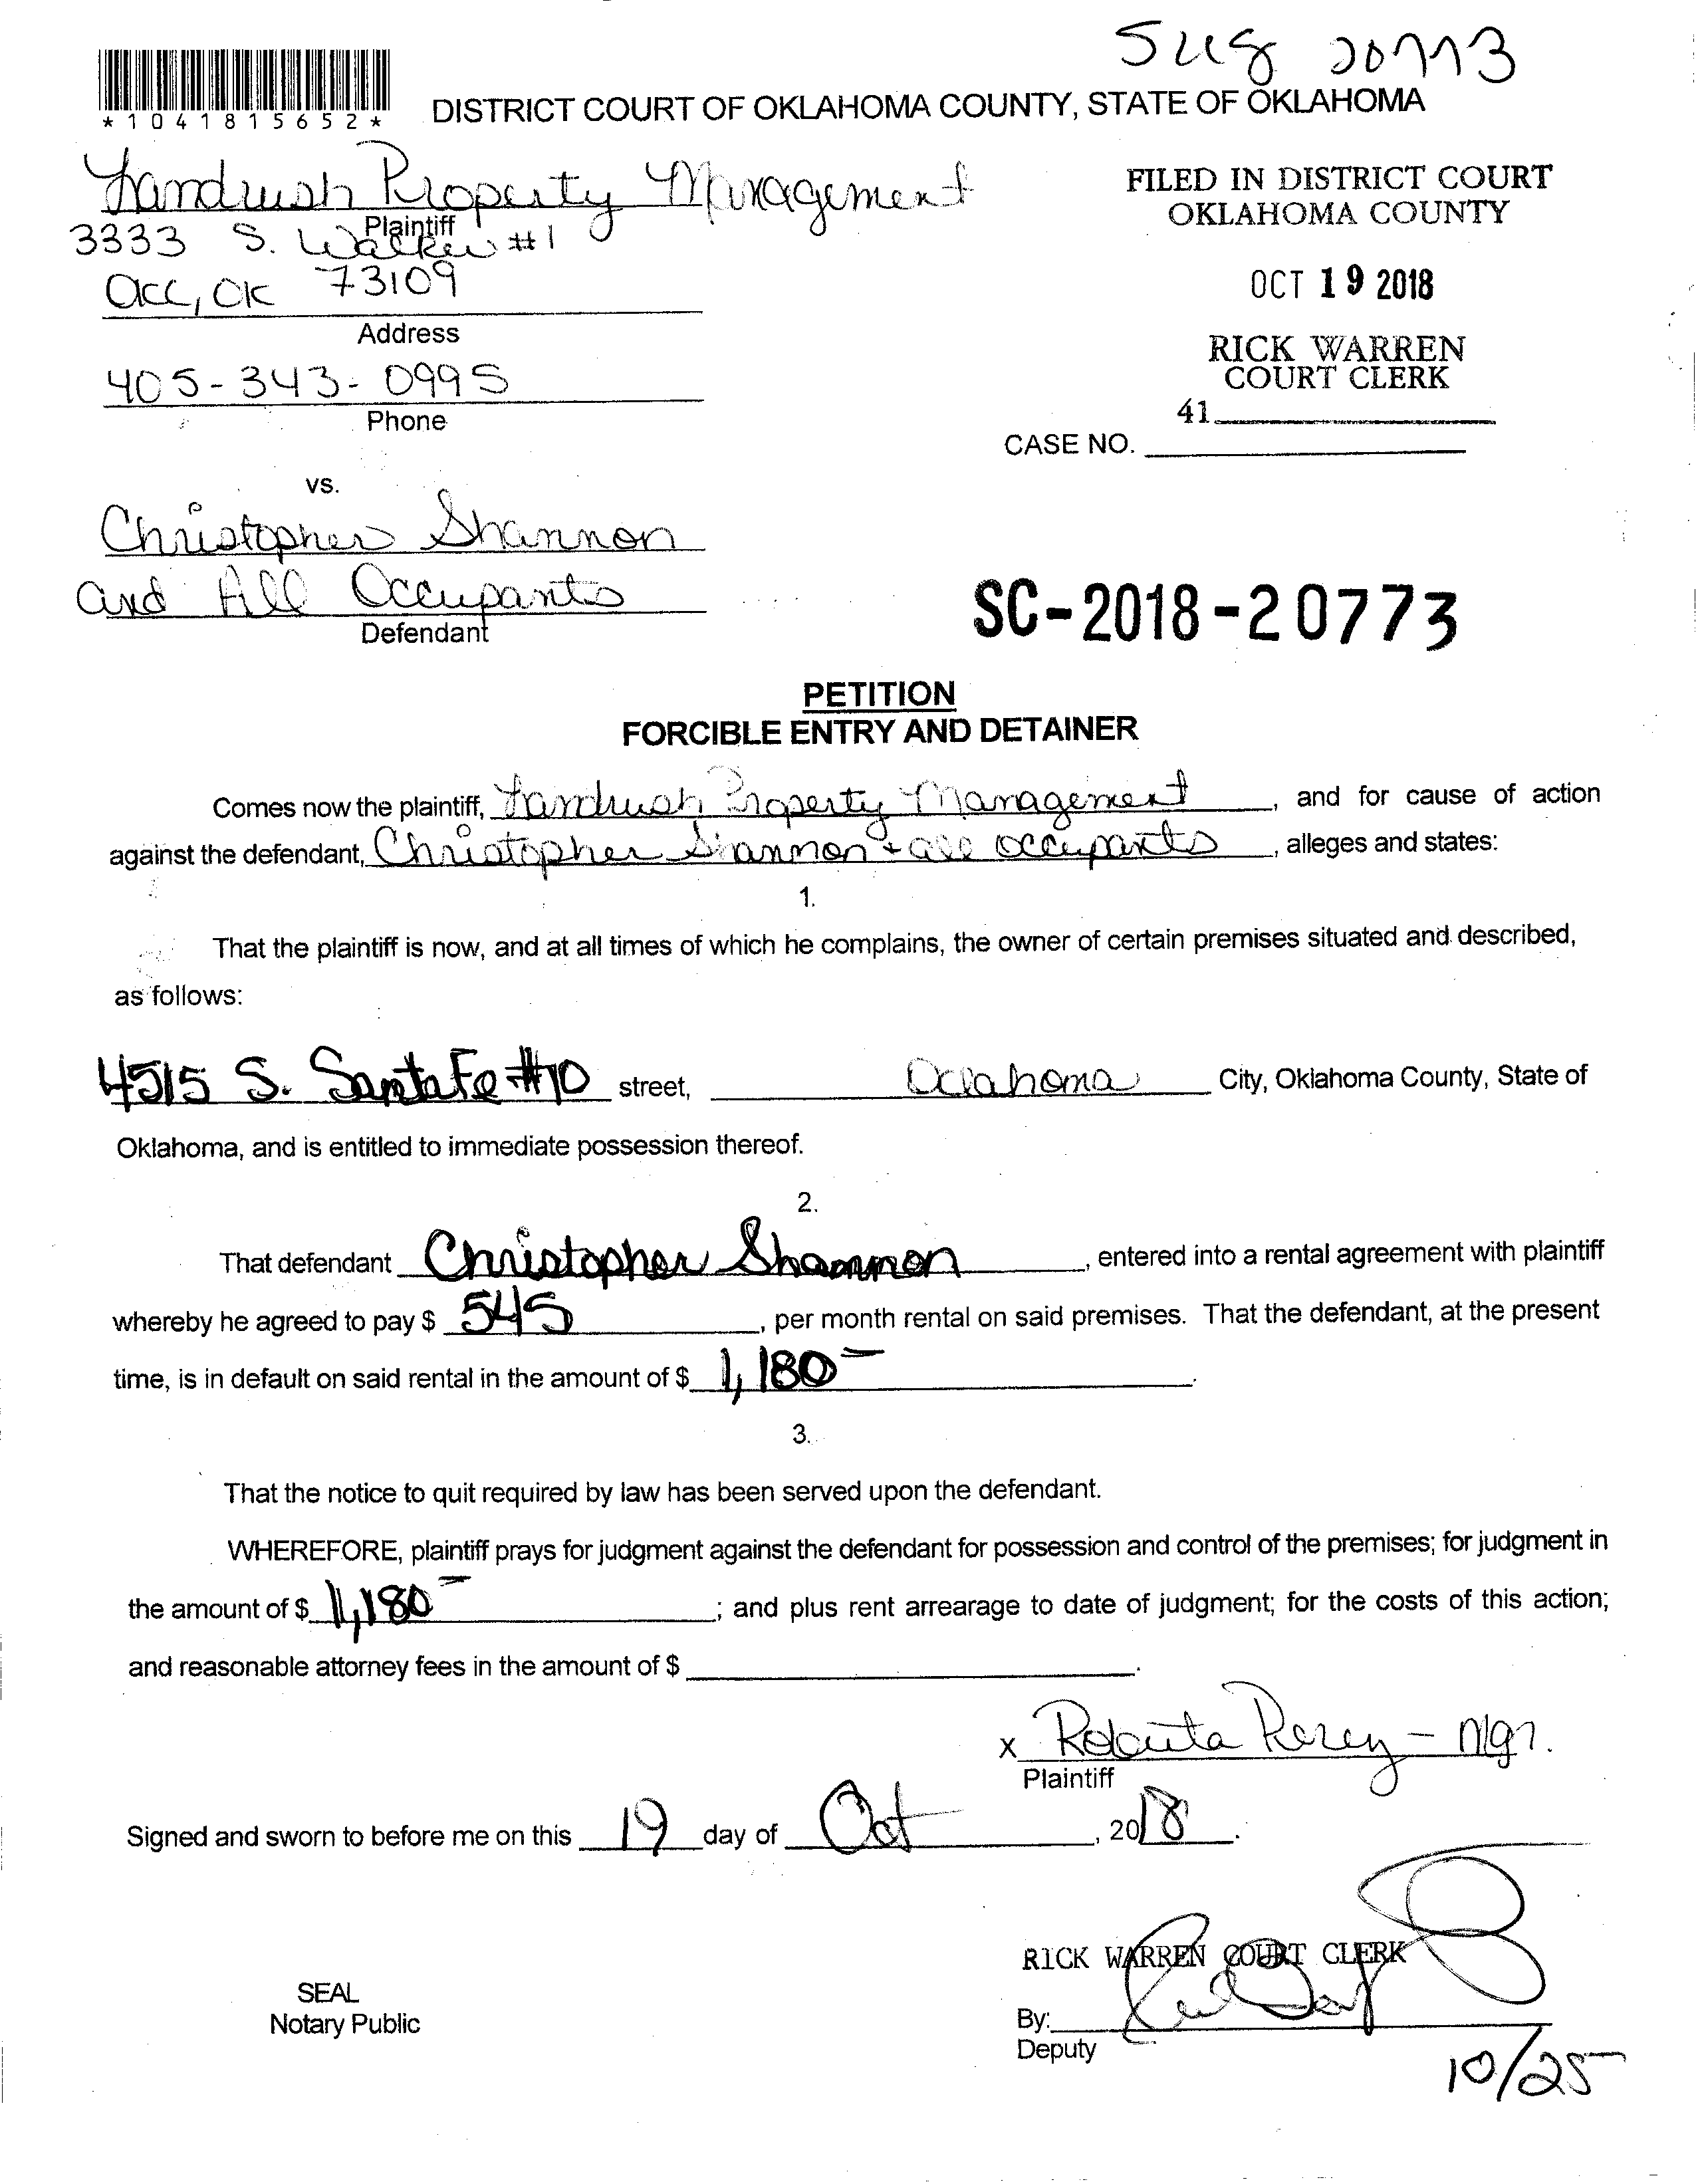 *1041815652*
DISTRICT COURT OF OKLAHOMA COUNTY, STATE OF OKLAHOMA
Landrush Property Management
Plaintiff
3333 S. Walker #1
OCC, OK 73109
Address
405-343-0995
Phone
FILED IN DISTRICT COURT
OKLAHOMA COUNTY
OCT 19 2018
RICK WARREN
COURT CLERK
41
CASE NO.
vs.
Christopher Shannon
and All Occupants
Defendant
SC-2018-20773
PETITION
FORCIBLE ENTRY AND DETAINER
Comes now the plaintiff, Landrush Property Management, and for cause of action
against the defendant, Christopher Shannon + all occupants, alleges and states:
1.
That the plaintiff is now, and at all times of which he complains, the owner of certain premises situated and described,
as follows:
4515 S. Santa Fe #10 street, Oclahoma City, Oklahoma County, State of
Oklahoma, and is entitled to immediate possession thereof.
2.
That defendant Christopher Shannon, entered into a rental agreement with plaintiff
whereby he agreed to pay $ 545, per month rental on said premises. That the defendant, at the present
time, is in default on said rental in the amount of $ 1,180-.
3.
That the notice to quit required by law has been served upon the defendant.
WHEREFORE, plaintiff prays for judgment against the defendant for possession and control of the premises; for judgment in
the amount of $ 1,180-; and plus rent arrearage to date of judgment; for the costs of this action;
and reasonable attorney fees in the amount of $ .
x Roberta Perez - Mgr.
Plaintiff
Signed and sworn to before me on this 19 day of Oct, 2018.
RICK WARREN COURT CLERK
SEAL
Notary Public
By:
Deputy
10/25